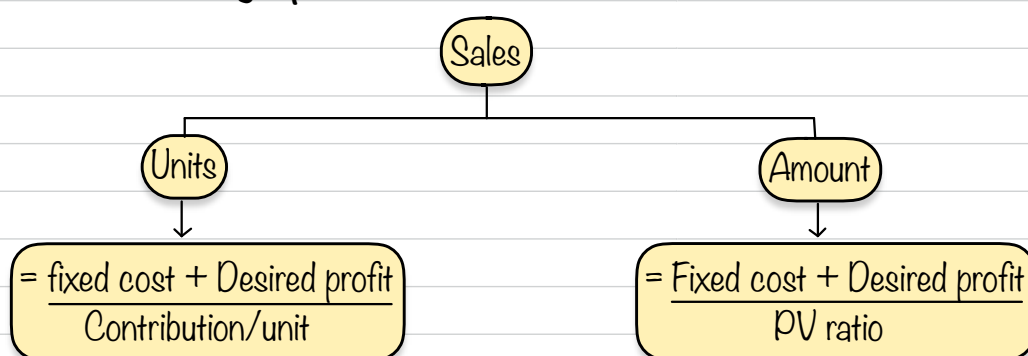 Sales
Units
Amount
= fixed cost + Desired profit
Contribution/unit
= Fixed cost + Desired profit
PV ratio